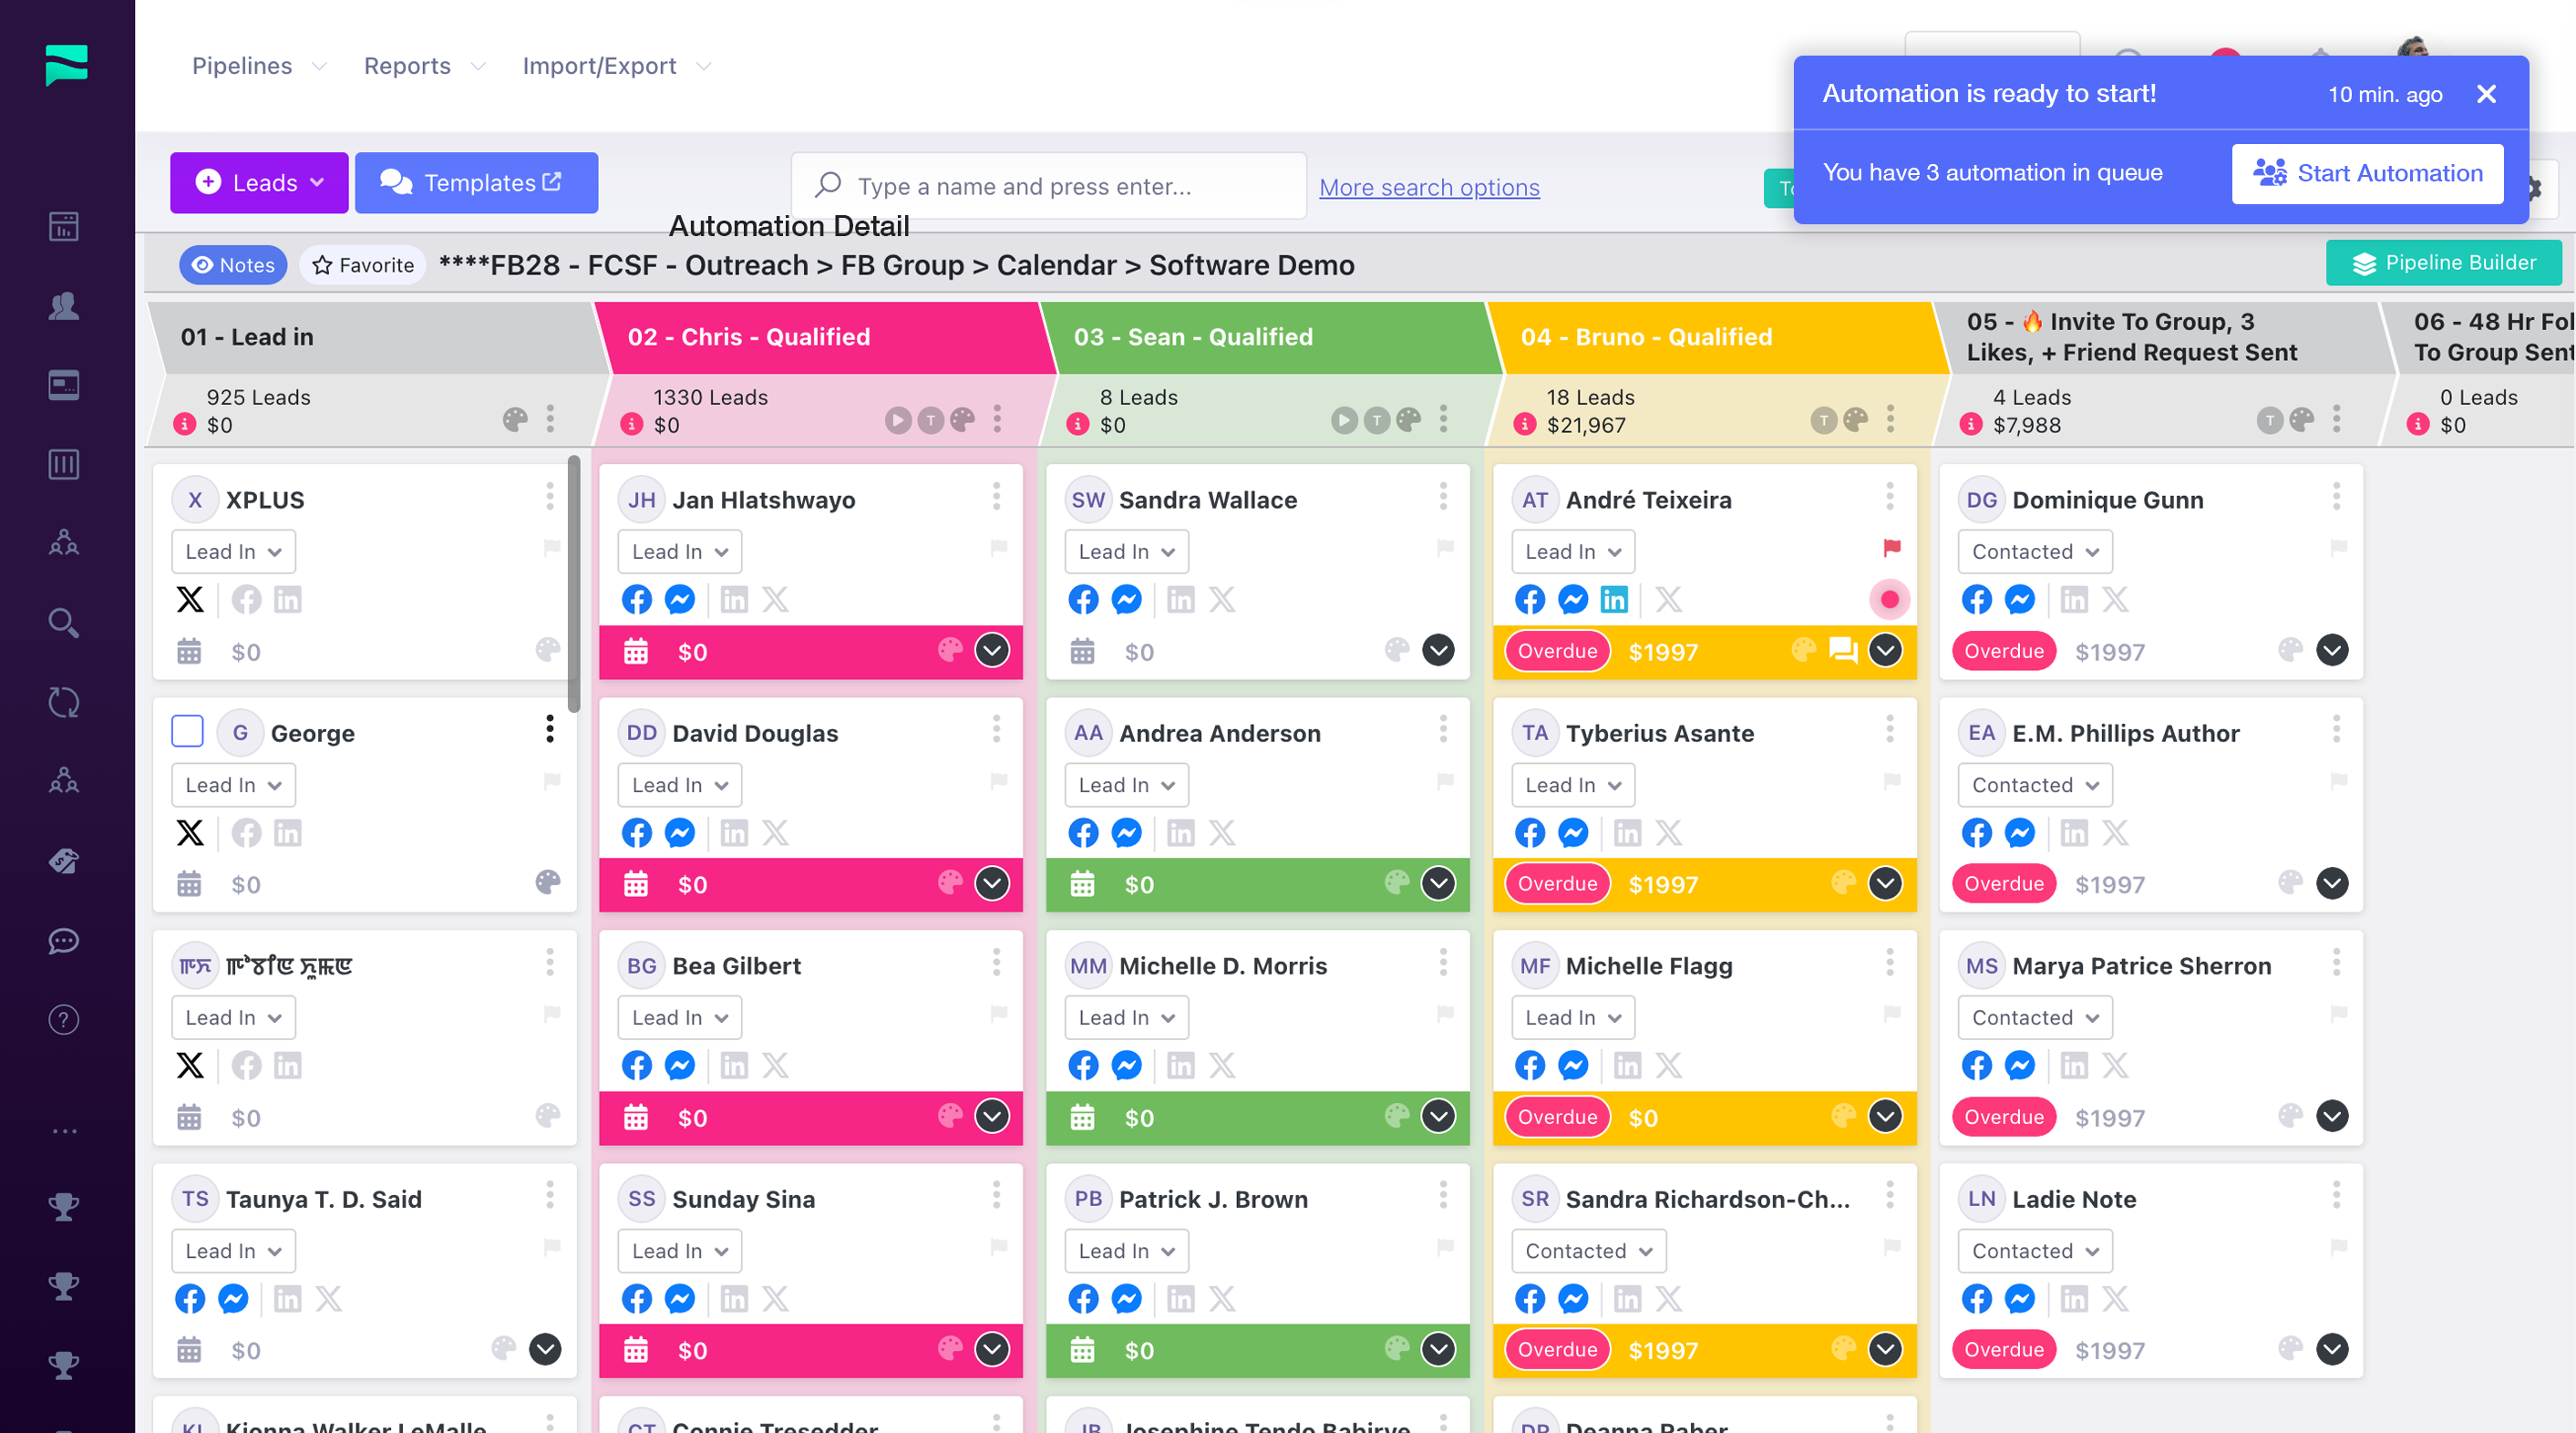 Pipelines
Reports
Import/Export
Automation is ready to start!
10 min. ago
You have 3 automation in queue
Start Automation
Leads
Templates
Type a name and press enter...
More search options
Automation Detail
Notes
Favorite
****FB28 - FCSF - Outreach > FB Group > Calendar > Software Demo
Pipeline Builder
01 - Lead in
925 Leads
$0
02 - Chris - Qualified
1330 Leads
$0
T
03 - Sean - Qualified
8 Leads
$0
T
04 - Bruno - Qualified
18 Leads
$21,967
T
05 - 🔥 Invite To Group, 3
Likes, + Friend Request Sent
4 Leads
$7,988
T
06 - 48 Hr
To Group Sent
0 Leads
$0
X XPLUS
Lead In
$0
G George
Lead In
$0
Lead In
$0
TS Taunya T. D. Said
Lead In
$0
JH Jan Hlatshwayo
Lead In
$0
DD David Douglas
Lead In
$0
BG Bea Gilbert
Lead In
$0
SS Sunday Sina
Lead In
$0
CT Connie Tresedder
SW Sandra Wallace
Lead In
$0
AA Andrea Anderson
Lead In
$0
MM Michelle D. Morris
Lead In
$0
PB Patrick J. Brown
Lead In
$0
Josephine Tendo Babirye
AT André Teixeira
Lead In
Overdue $1997
TA Tyberius Asante
Lead In
Overdue $1997
MF Michelle Flagg
Lead In
Overdue $0
SR Sandra Richardson-Ch...
Contacted
Overdue $1997
DG Dominique Gunn
Contacted
Overdue $1997
EA E.M. Phillips Author
Contacted
Overdue $1997
MS Marya Patrice Sherron
Contacted
Overdue $1997
LN Ladie Note
Contacted
Overdue $1997